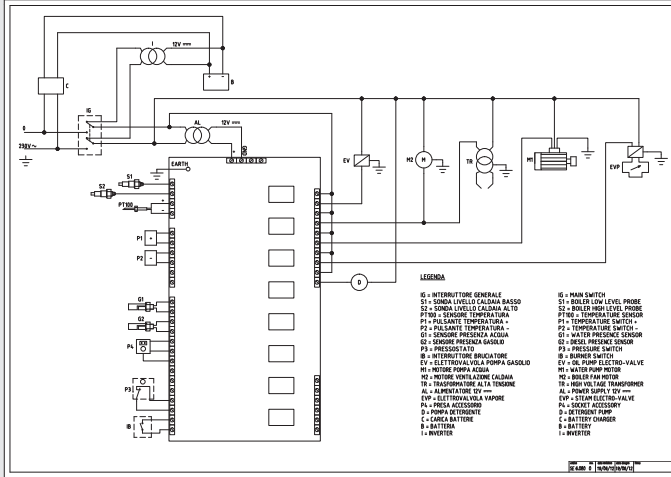 I
12V
C
B
IG
0
230V~
AL
12V
+
GND
EARTH
S1
S2
PT100
+
-
P1
+
P2
-
G1
G2
P4
P3
IB
EV
M2
M
TR
M1
EVP
D
LEGENDA
IG = INTERRUTTORE GENERALE
S1 = SONDA LIVELLO CALDAIA BASSO
S2 = SONDA LIVELLO CALDAIA ALTO
PT100 = SENSORE TEMPERATURA
P1 = PULSANTE TEMPERATURA +
P2 = PULSANTE TEMPERATURA -
G1 = SENSORE PRESENZA ACQUA
G2 = SENSORE PRESENZA GASOLIO
P3 = PRESSOSTATO
IB = INTERRUTTORE BRUCIATORE
EV = ELETTROVALVOLA POMPA GASOLIO
M1 = MOTORE POMPA ACQUA
M2 = MOTORE VENTILAZIONE CALDAIA
TR = TRASFORMATORE ALTA TENSIONE
AL = ALIMENTATORE 12V
EVP = ELETTROVALVOLA VAPORE
P4 = PRESA ACCESSORIO
D = POMPA DETERGENTE
C = CARICA BATTERIE
B = BATTERIA
I = INVERTER
IG = MAIN SWITCH
S1 = BOILER LOW LEVEL PROBE
S2 = BOILER HIGH LEVEL PROBE
PT100 = TEMPERATURE SENSOR
P1 = TEMPERATURE SWITCH +
P2 = TEMPERATURE SWITCH -
G1 = WATER PRESENCE SENSOR
G2 = DIESEL PRESENCE SENSOR
P3 = PRESSURE SWITCH
IB = BURNER SWITCH
EV = OIL PUMP ELECTRO-VALVE
M1 = WATER PUMP MOTOR
M2 = BOILER FAN MOTOR
TR = HIGH VOLTAGE TRANSFORMER
AL = POWER SUPPLY 12V
EVP = STEAM ELECTRO-VALVE
P4 = SOCKET ACCESSORY
D = DETERGENT PUMP
C = BATTERY CHARGER
B = BATTERY
I = INVERTER